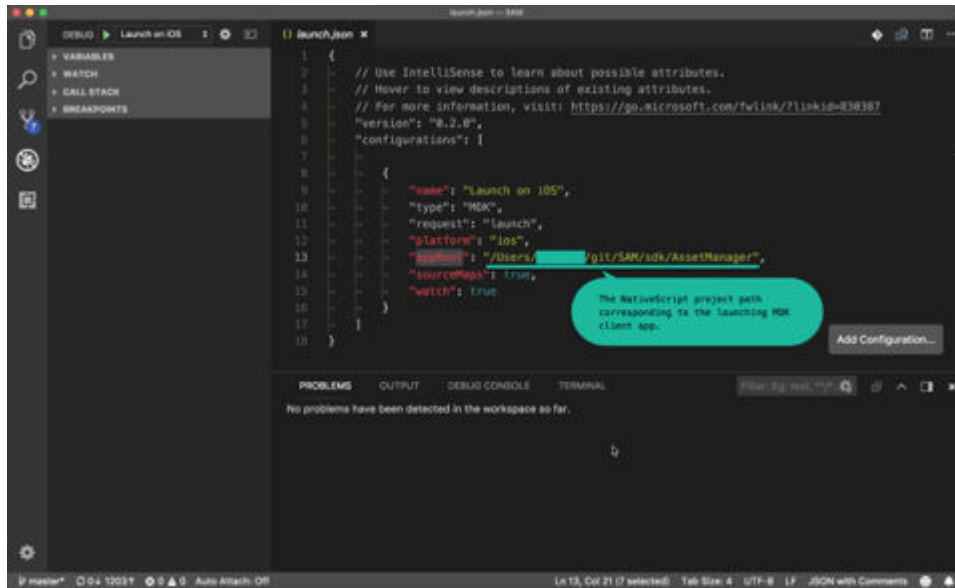 launch.json — SAM
DEBUG Launch on iOS
{} launch.json ×
VARIABLES
WATCH
CALL STACK
BREAKPOINTS
1 {
2 // Use IntelliSense to learn about possible attributes.
3 // Hover to view descriptions of existing attributes.
4 // For more information, visit: https://go.microsoft.com/fwlink/?linkid=830387
5 "version": "0.2.0",
6 "configurations": [
7
8 {
9 "name": "Launch on iOS",
10 "type": "MDK",
11 "request": "launch",
12 "platform": "ios",
13 "appRoot": "/Users/ /git/SAM/sdk/AssetManager",
14 "sourceMaps": true,
15 "watch": true
16 }
17 ]
18 }
The NativeScript project path
corresponding to the launching MDK
client app.
Add Configuration...
PROBLEMS OUTPUT DEBUG CONSOLE TERMINAL
No problems have been detected in the workspace so far.
master* 0↓ 1203↑ 0 0 Auto Attach: Off
Ln 13, Col 21 (7 selected) Tab Size: 4 UTF-8 LF JSON with Comments